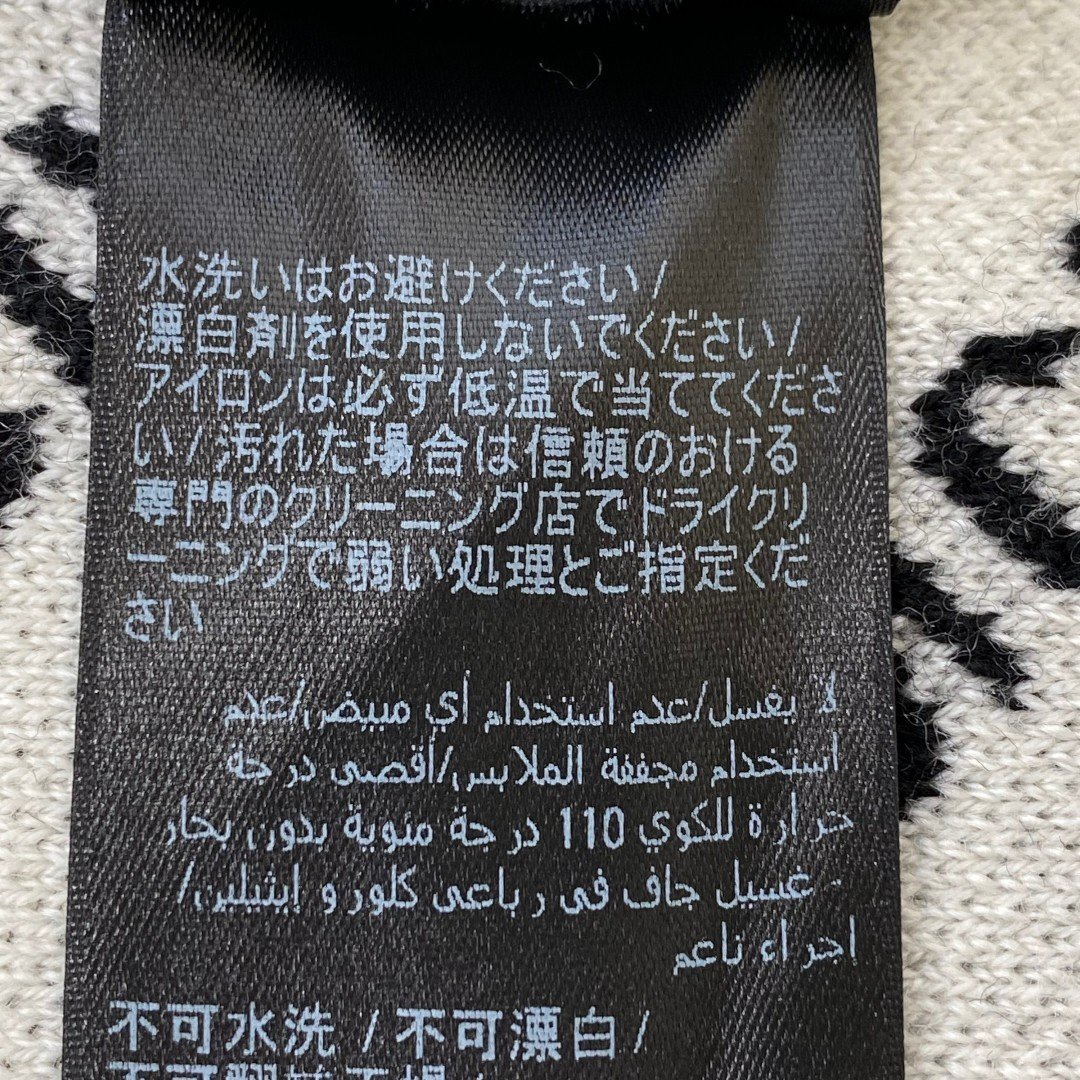 水洗いはお避けください/
漂白剤を使用しないでください/
アイロンは必ず低温で当ててくださ
い/汚れた場合は信頼のおける
専門のクリーニング店でドライクリ
ーニングで弱い処理とご指定くだ
さい
لا يغسل/عدم استخدام أي مبيض/عدم
استخدام مجففة الملابس/أقصى درجة
حرارة للكوي 110 درجة مئوية بدون بخار
- غسيل جاف في رباعي كلور و إيثيلين/
اجراء ناعم
不可水洗 / 不可漂白 /